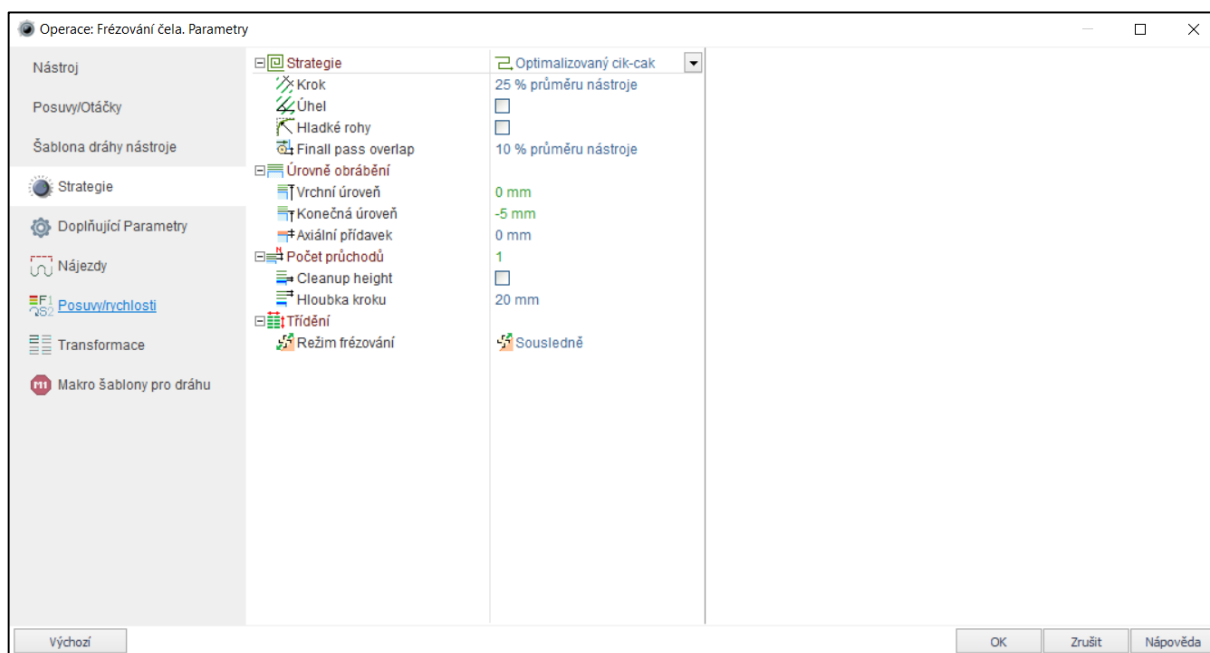 Operace: Frézování čela. Parametry
Nástroj
Posuvy/Otáčky
Šablona dráhy nástroje
Strategie
Doplňující Parametry
Nájezdy
Posuvy/rychlosti
Transformace
Makro šablony pro dráhu
Strategie Optimalizovaný cik-cak
Krok 25 % průměru nástroje
Úhel
Hladké rohy
Finall pass overlap 10 % průměru nástroje
Úrovně obrábění
Vrchní úroveň 0 mm
Konečná úroveň -5 mm
Axiální přídavek 0 mm
Počet průchodů 1
Cleanup height
Hloubka kroku 20 mm
Třídění
Režim frézování Sousledně
Výchozí OK Zrušit Nápověda